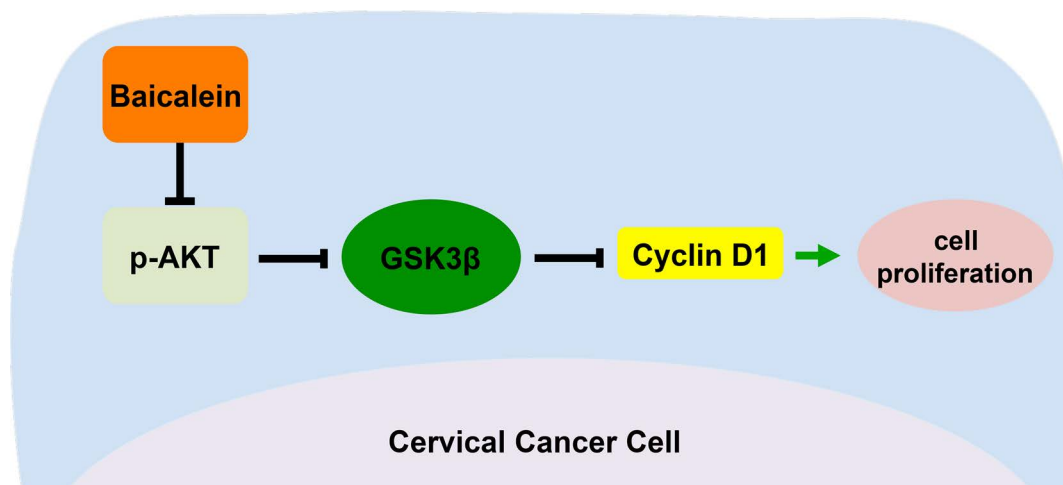 Baicalein
p-AKT
GSK3β
Cyclin D1
cell
proliferation
Cervical Cancer Cell